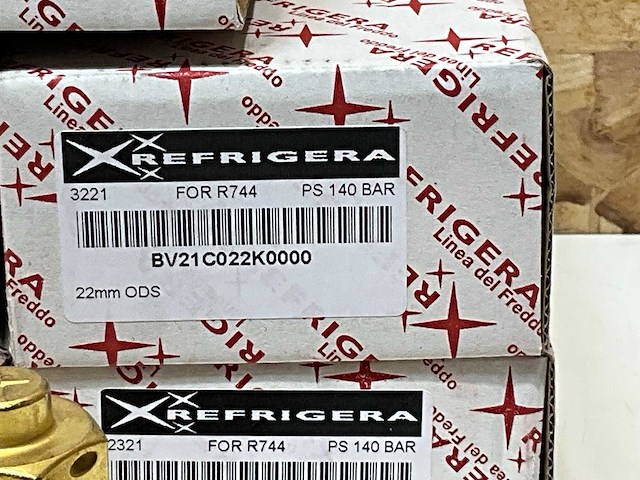 REFRIGERA
3221 FOR R744 PS 140 BAR
BV21C022K0000
22mm ODS
REFRIGERA
Linea del Freddo
REFRIGERA
2321 FOR R744 PS 140 BAR